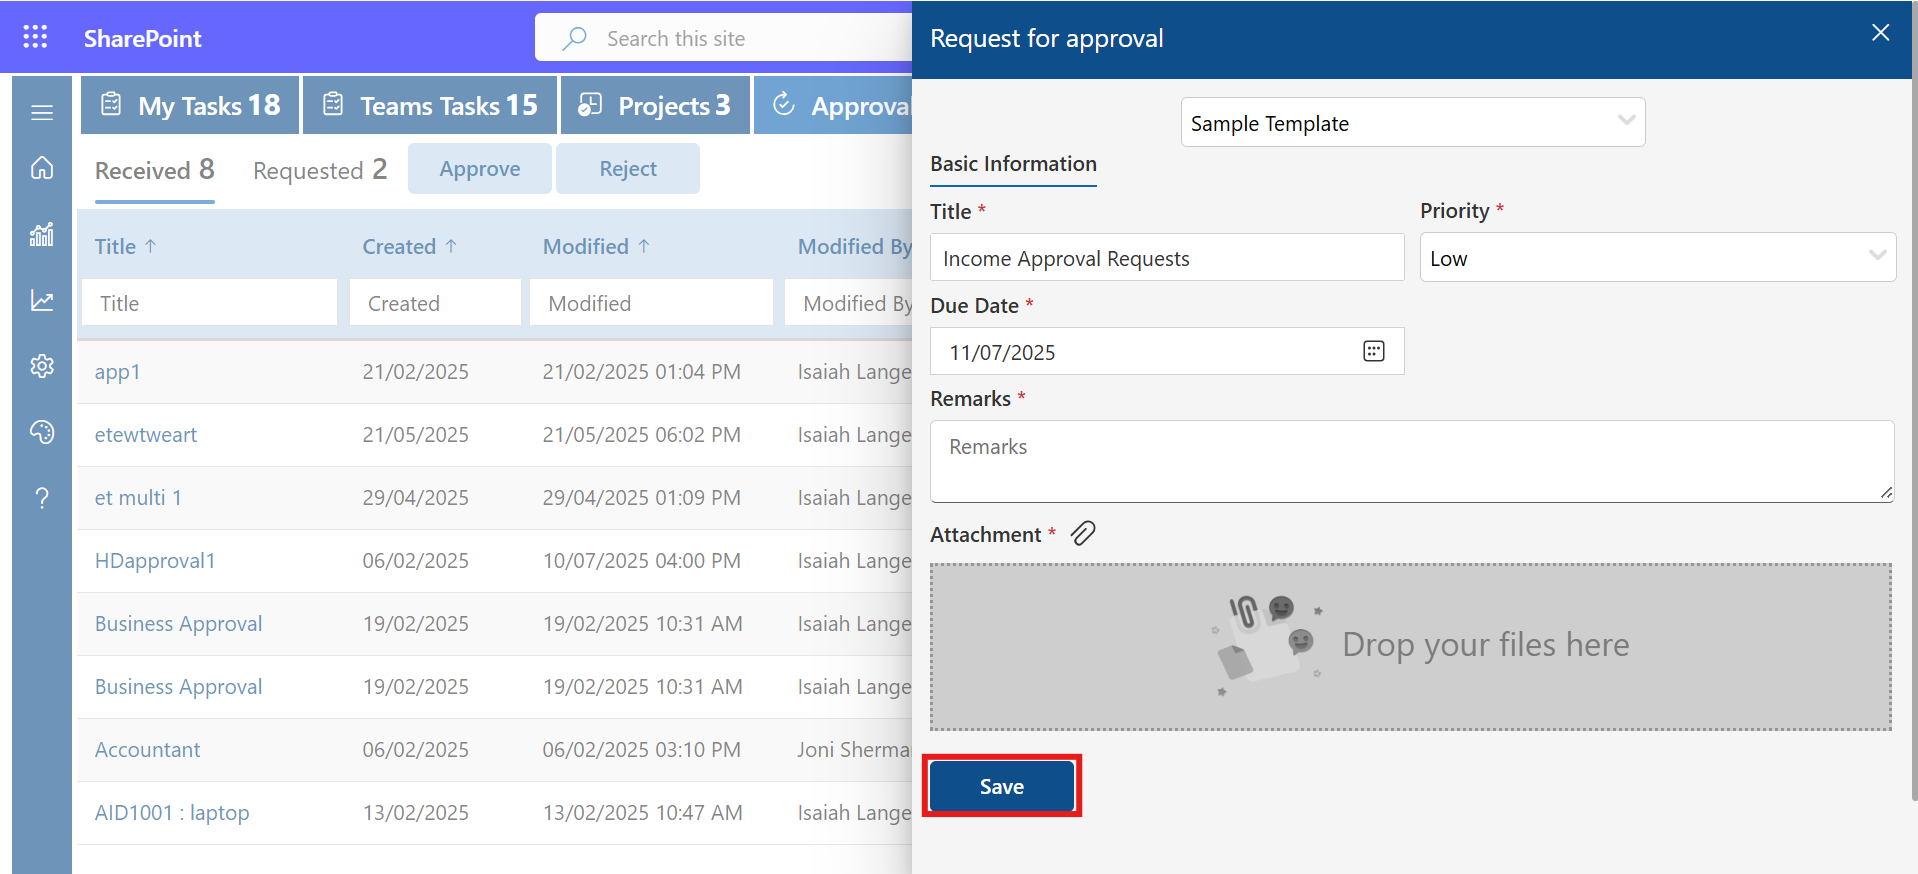 SharePoint
Search this site
My Tasks 18
Teams Tasks 15
Projects 3
Approval
Received 8
Requested 2
Approve
Reject
Title ↑ Created ↑ Modified ↑ Modified By
Title Created Modified Modified By
app1 21/02/2025 21/02/2025 01:04 PM Isaiah Lange
etewtweart 21/05/2025 21/05/2025 06:02 PM Isaiah Lange
et multi 1 29/04/2025 29/04/2025 01:09 PM Isaiah Lange
HDapproval1 06/02/2025 10/07/2025 04:00 PM Isaiah Lange
Business Approval 19/02/2025 19/02/2025 10:31 AM Isaiah Lange
Business Approval 19/02/2025 19/02/2025 10:31 AM Isaiah Lange
Accountant 06/02/2025 06/02/2025 03:10 PM Joni Sherma
AID1001 : laptop 13/02/2025 13/02/2025 10:47 AM Isaiah Lange
Request for approval
Sample Template
Basic Information
Title * Priority *
Income Approval Requests Low
Due Date *
11/07/2025
Remarks *
Remarks
Attachment *
Drop your files here
Save